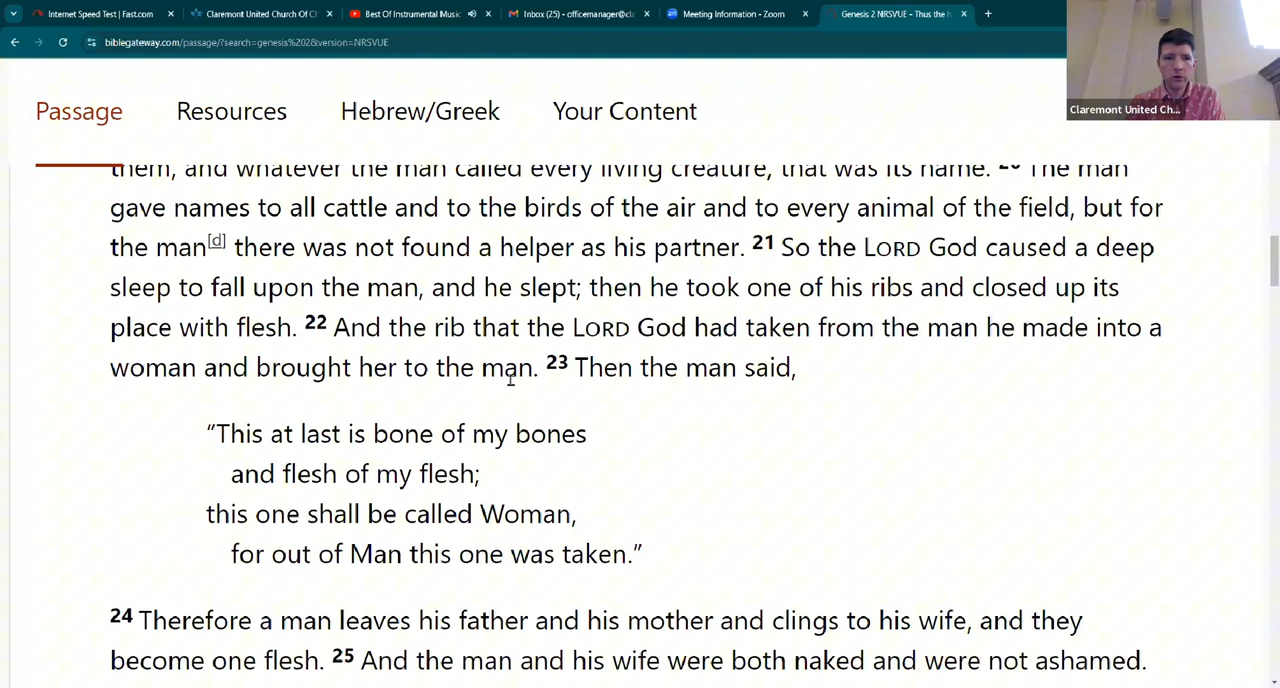 Internet Speed Test | Fast.com
Claremont United Church Of Ch
Best Of Instrumental Music
Inbox (25) - officemanager@cla
Meeting Information - Zoom
Genesis 2 NRSVUE - Thus the h
biblegateway.com/passage/?search=genesis%202&version=NRSVUE
Claremont United Ch...
Passage
Resources
Hebrew/Greek
Your Content
them, and whatever the man called every living creature, that was its name. 20 The man
gave names to all cattle and to the birds of the air and to every animal of the field, but for
the man[d] there was not found a helper as his partner. 21 So the LORD God caused a deep
sleep to fall upon the man, and he slept; then he took one of his ribs and closed up its
place with flesh. 22 And the rib that the LORD God had taken from the man he made into a
woman and brought her to the man. 23 Then the man said,
“This at last is bone of my bones
and flesh of my flesh;
this one shall be called Woman,
for out of Man this one was taken.”
24 Therefore a man leaves his father and his mother and clings to his wife, and they
become one flesh. 25 And the man and his wife were both naked and were not ashamed.